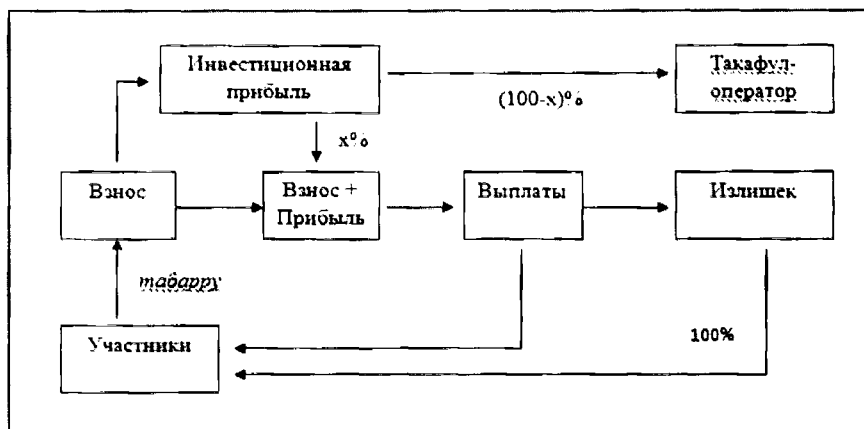 Инвестиционная
прибыль
Такафул-
оператор
(100-x)%
x%
Взнос
Взнос +
Прибыль
Выплаты
Излишек
табарру
Участники
100%